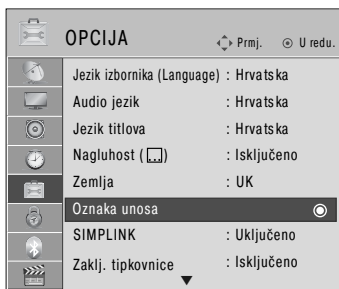 OPCIJA
Prmj.
U redu.
Jezik izbornika (Language) : Hrvatska
Audio jezik : Hrvatska
Jezik titlova : Hrvatska
Nagluhost ( ) : Isključeno
Zemlja : UK
Oznaka unosa
SIMPLINK : Uključeno
Zaklj. tipkovnice : Isključeno